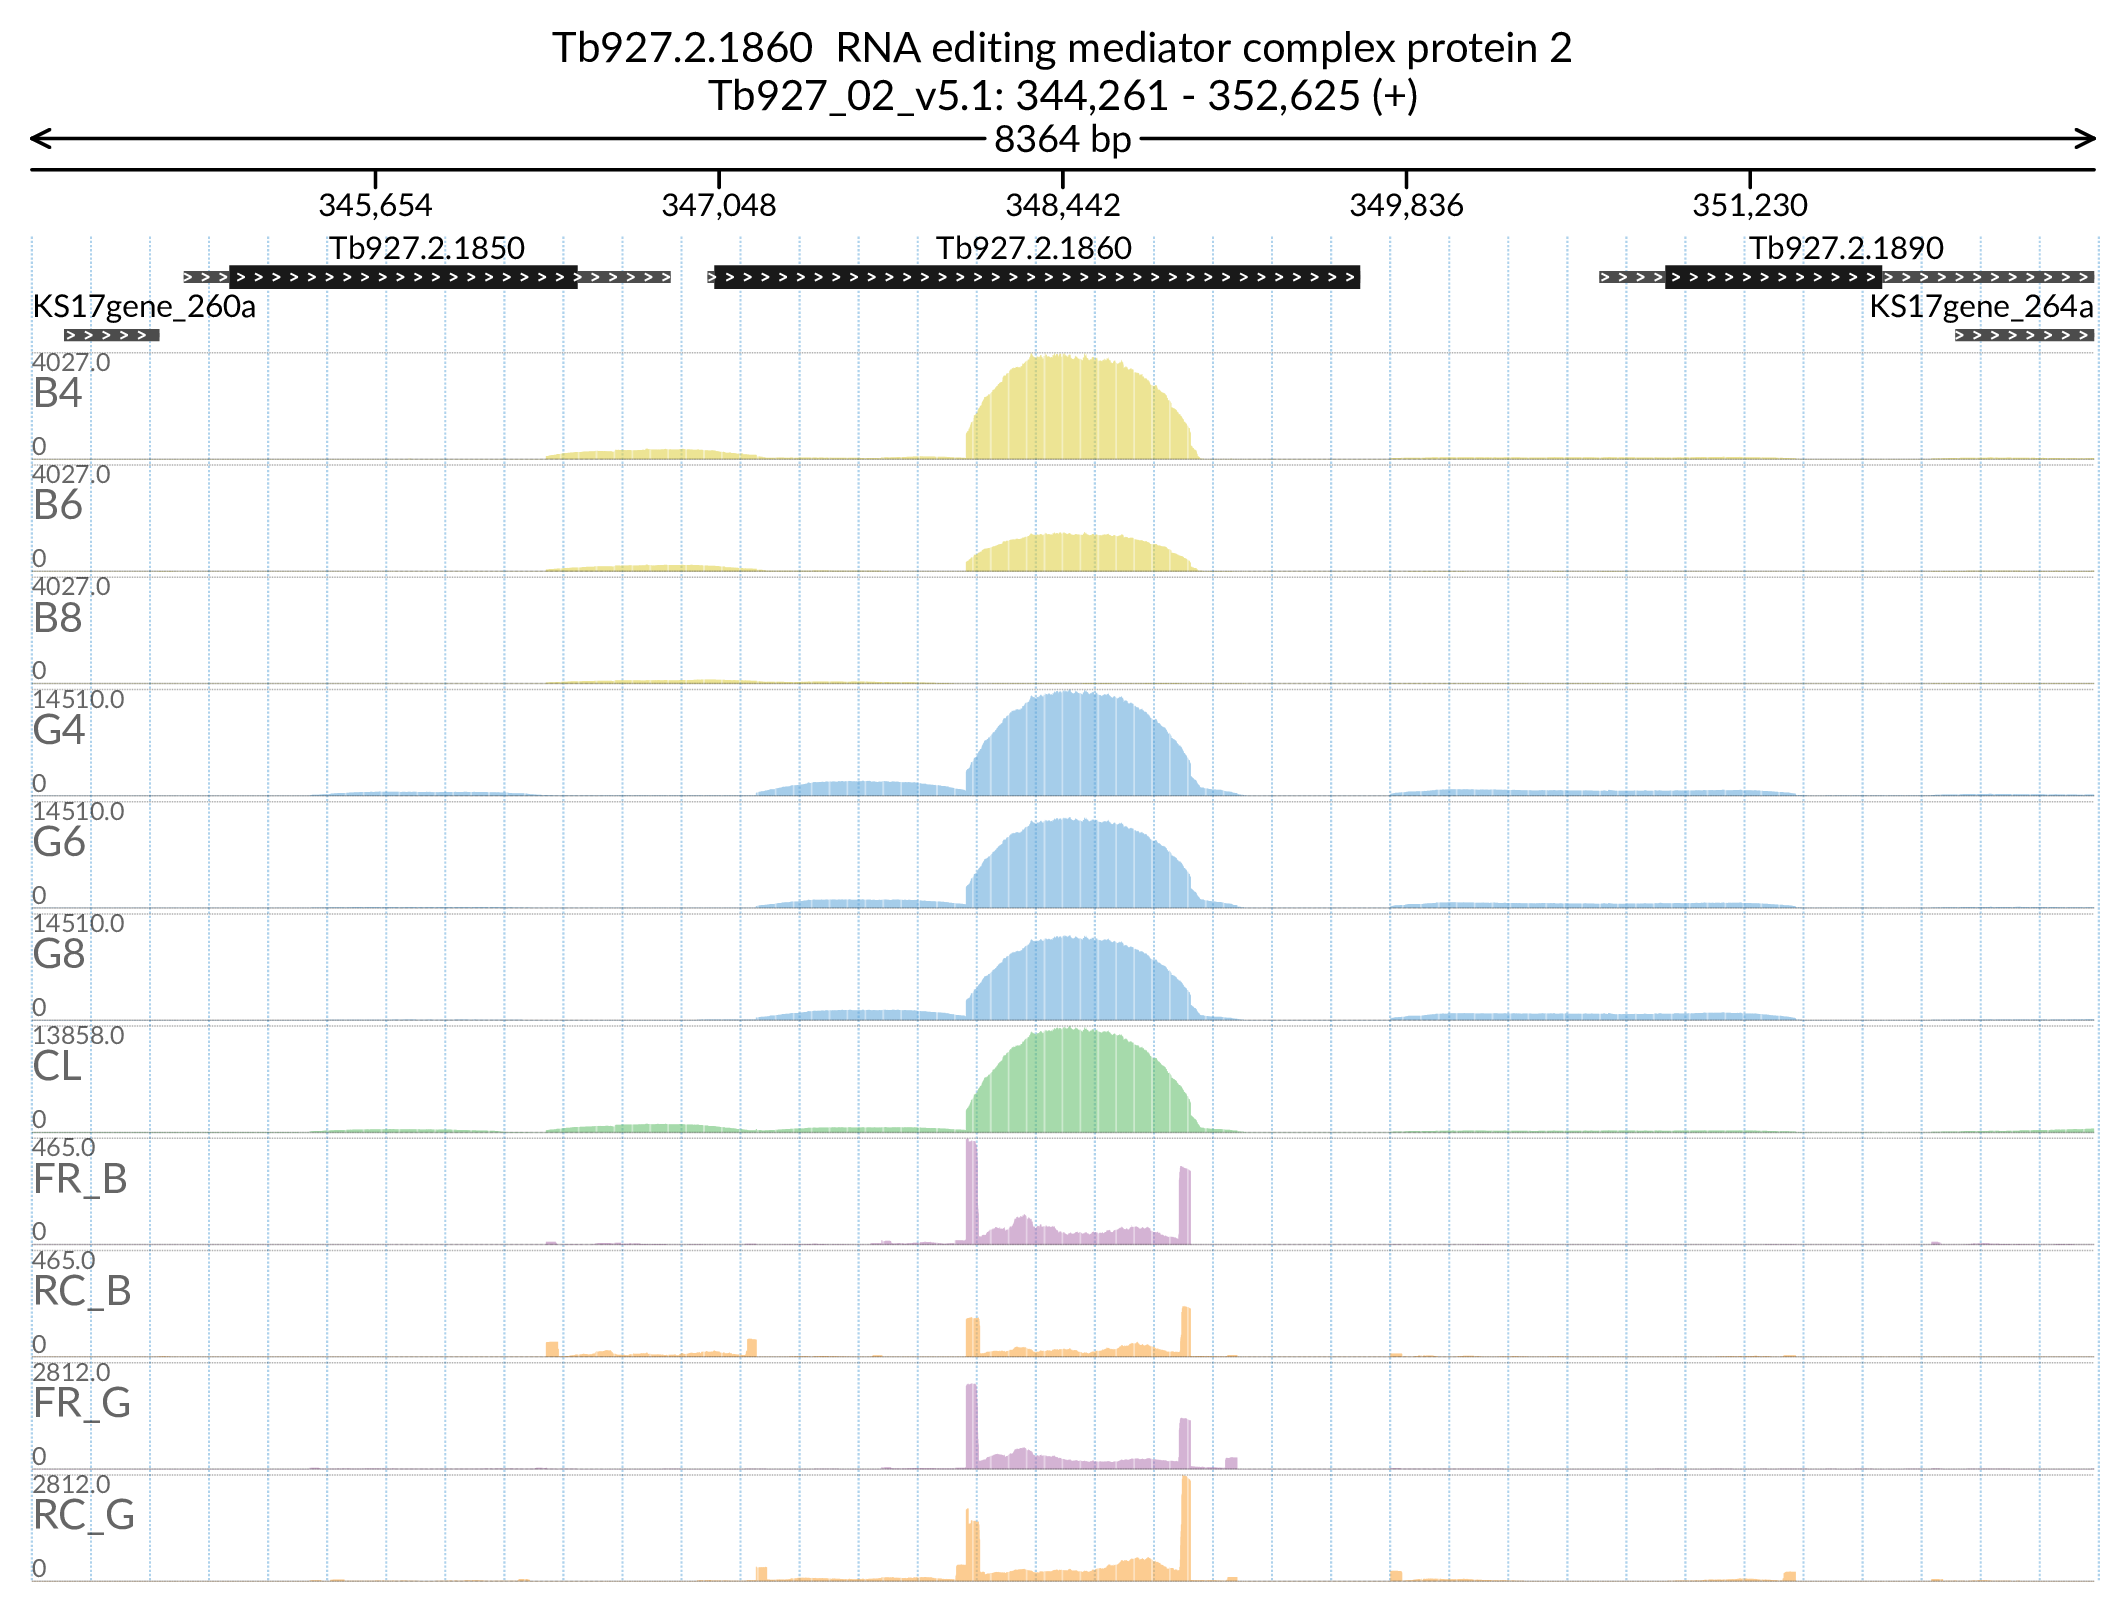 Tb927.2.1860  RNA editing mediator complex protein 2
Tb927_02_v5.1: 344,261 - 352,625 (+)
8364 bp
345,654 347,048 348,442 349,836 351,230
Tb927.2.1850 Tb927.2.1860 Tb927.2.1890
KS17gene_260a KS17gene_264a
4027.0
B4
0
4027.0
B6
0
4027.0
B8
0
14510.0
G4
0
14510.0
G6
0
14510.0
G8
0
13858.0
CL
0
465.0
FR_B
0
465.0
RC_B
0
2812.0
FR_G
0
2812.0
RC_G
0